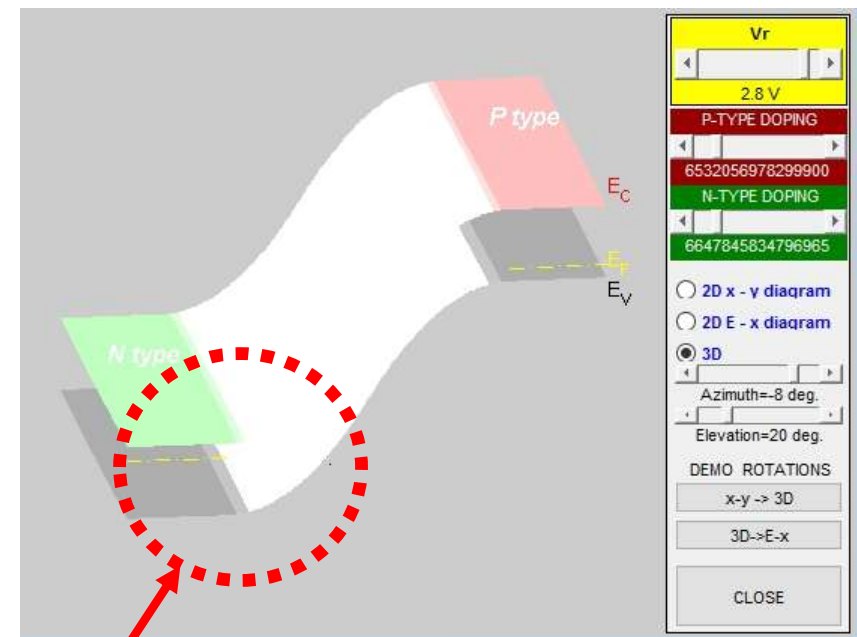 P type
E_C
E_F
E_V
N type
Vr
2.8 V
P-TYPE DOPING
6532056978299900
N-TYPE DOPING
6647845834796965
2D x - y diagram
2D E - x diagram
3D
Azimuth=-8 deg.
Elevation=20 deg.
DEMO ROTATIONS
x-y -> 3D
3D->E-x
CLOSE